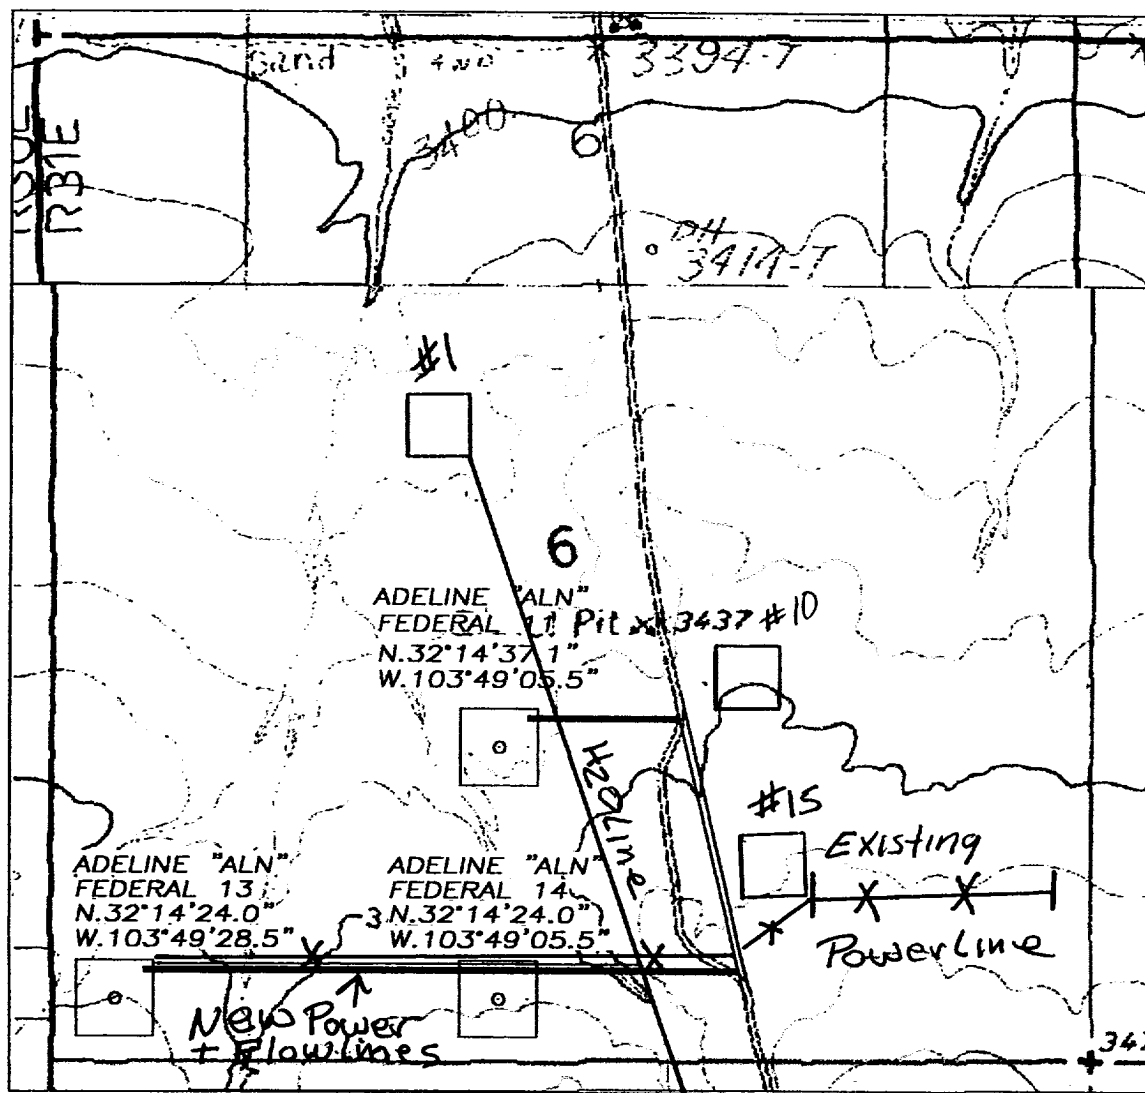 Sand
4WD
3394-T
3400
6
R31E
DH
3414-T
#1
6
ADELINE "ALN"
FEDERAL 11
N.32°14'37.1"
W.103°49'05.5"
Pit x 3437 #10
H20 Line
#15
Existing
Powerline
ADELINE "ALN"
FEDERAL 13
N.32°14'24.0"
W.103°49'28.5"
ADELINE "ALN"
FEDERAL 14
N.32°14'24.0"
W.103°49'05.5"
New Power
+ Flowlines